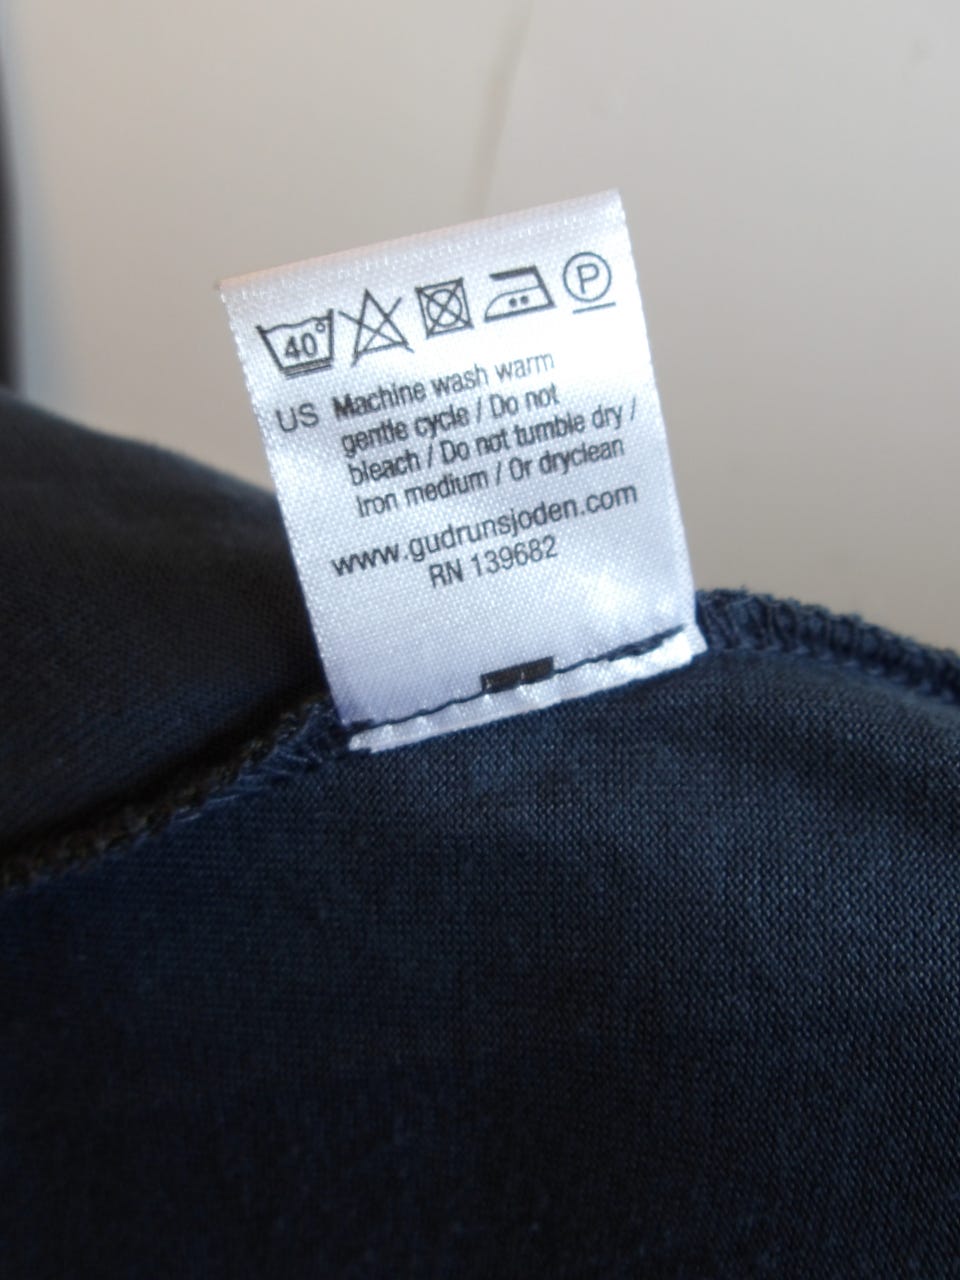 40° P
US Machine wash warm
gentle cycle / Do not
bleach / Do not tumble dry /
Iron medium / Or dryclean
www.gudrunsjoden.com
RN 139682